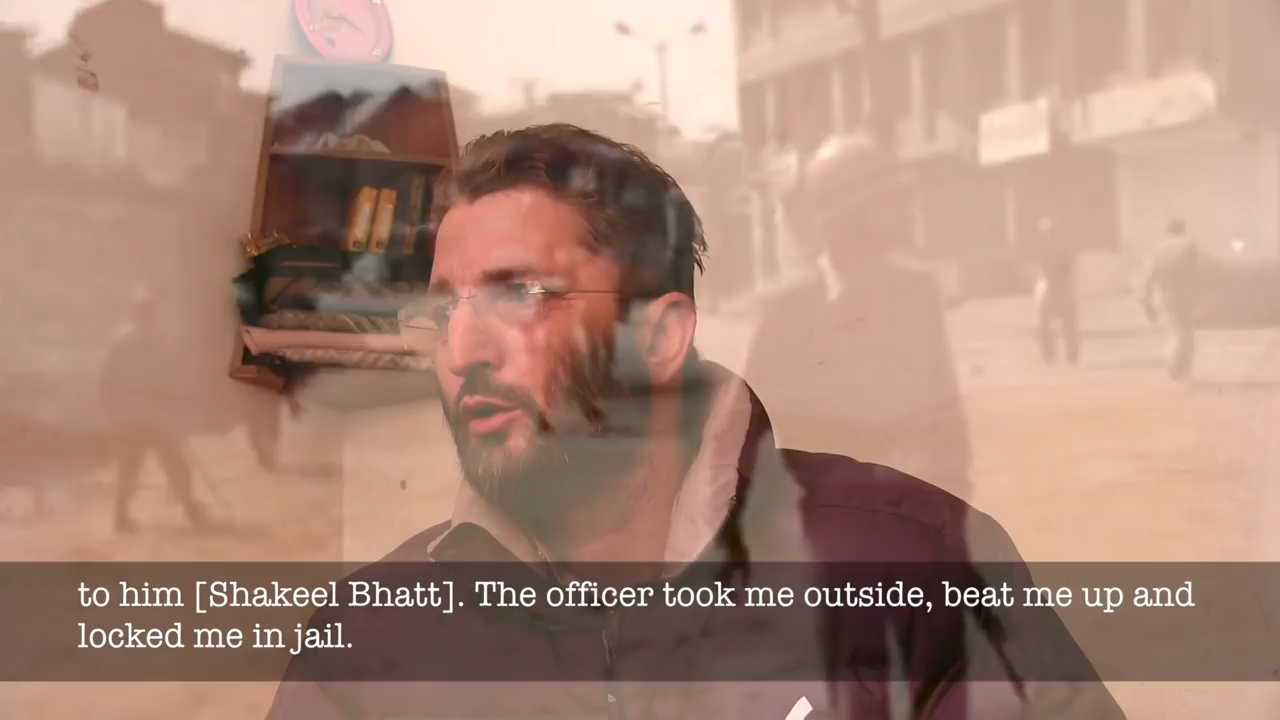 to him [Shakeel Bhatt]. The officer took me outside, beat me up and
locked me in jail.